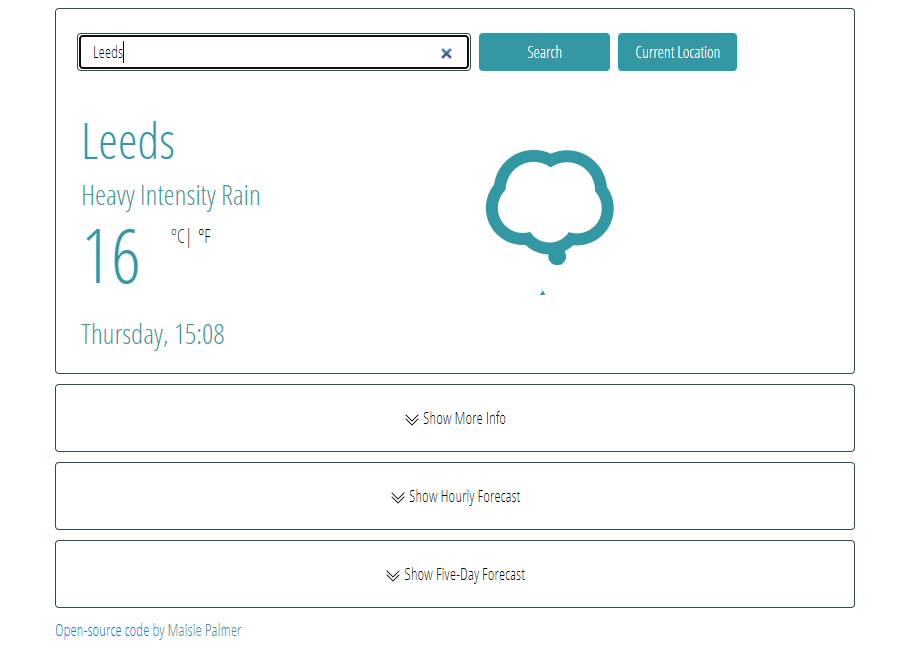 Leeds
Search
Current Location
Leeds
Heavy Intensity Rain
16 °C| °F
Thursday, 15:08
Show More Info
Show Hourly Forecast
Show Five-Day Forecast
Open-source code by Maisie Palmer